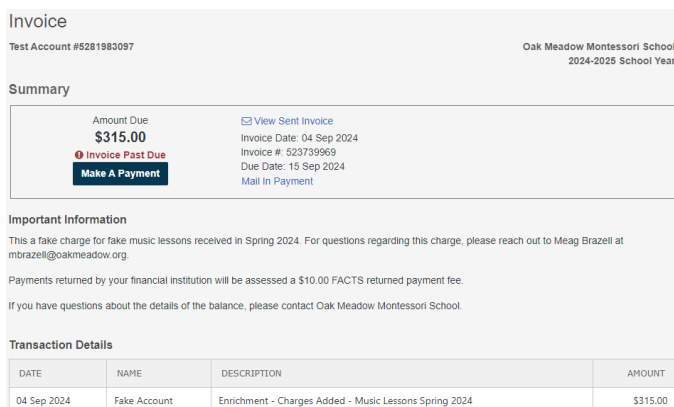 Invoice
Test Account #5281983097
Oak Meadow Montessori School
2024-2025 School Year
Summary
Amount Due
$315.00
Invoice Past Due
Make A Payment
View Sent Invoice
Invoice Date: 04 Sep 2024
Invoice #: 523739969
Due Date: 15 Sep 2024
Mail In Payment
Important Information
This a fake charge for fake music lessons received in Spring 2024. For questions regarding this charge, please reach out to Meag Brazell at
mbrazell@oakmeadow.org.
Payments returned by your financial institution will be assessed a $10.00 FACTS returned payment fee.
If you have questions about the details of the balance, please contact Oak Meadow Montessori School.
Transaction Details
DATE NAME DESCRIPTION AMOUNT
04 Sep 2024 Fake Account Enrichment - Charges Added - Music Lessons Spring 2024 $315.00